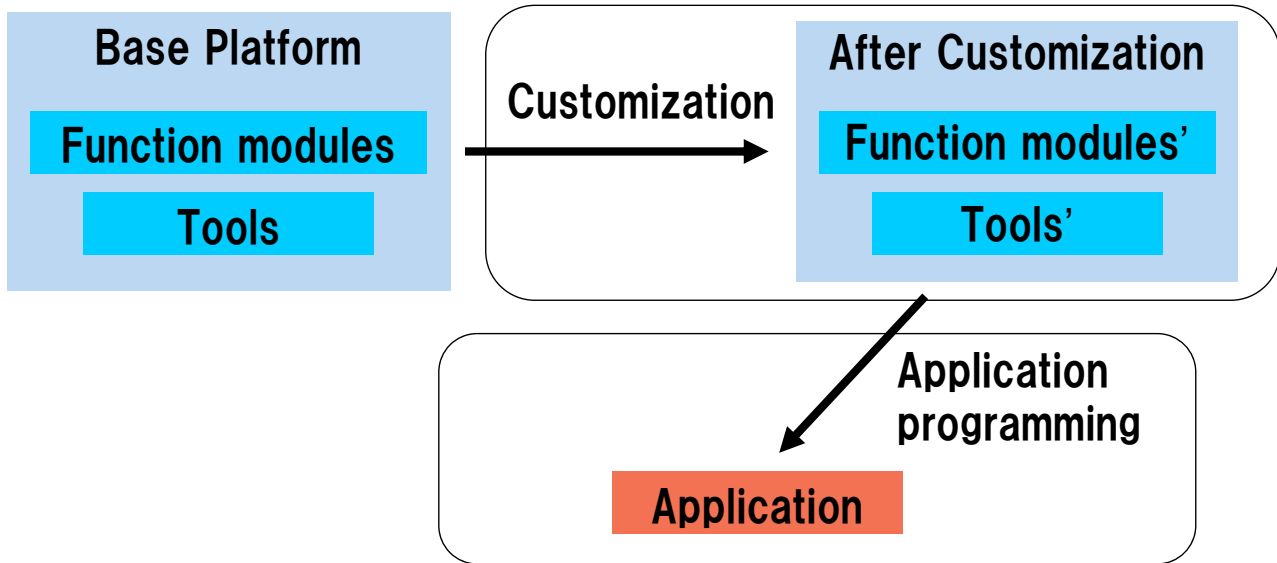 Base Platform
Function modules
Tools
Customization
After Customization
Function modules’
Tools’
Application
programming
Application